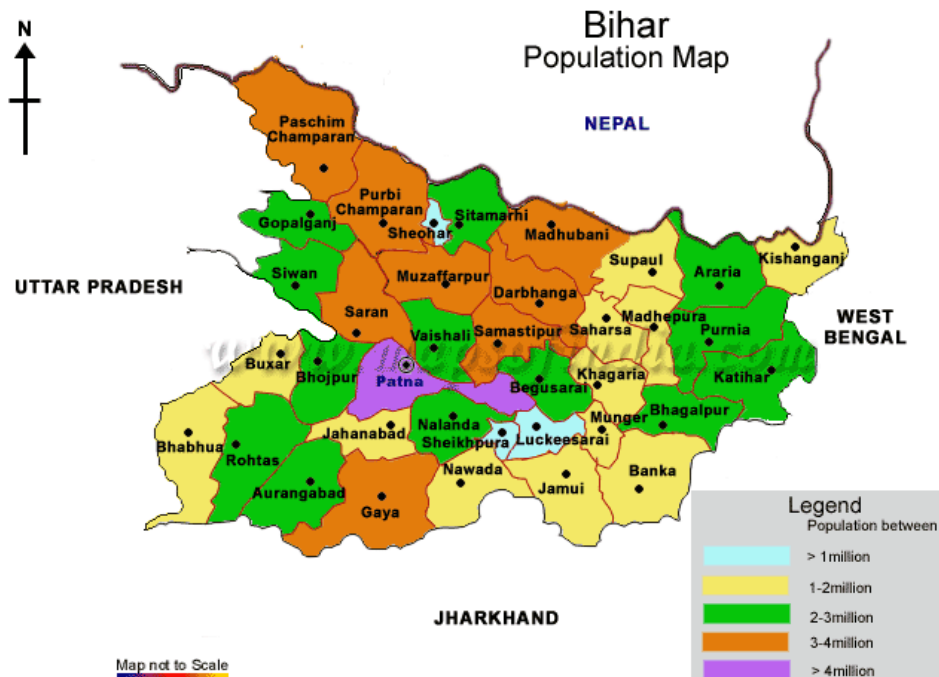 Bihar
Population Map
N
NEPAL
Paschim
Champaran
Purbi
Champaran
Gopalganj
Sheohar
Sitamarhi
Madhubani
Supaul
Araria
Kishanganj
Siwan
Muzaffarpur
Darbhanga
UTTAR PRADESH
Saran
Vaishali
Samastipur
Saharsa
Madhepura
Purnia
WEST
BENGAL
www.mapsofindia.com
Buxar
Bhojpur
Patna
Begusarai
Khagaria
Katihar
Bhabhua
Rohtas
Jahanabad
Nalanda
Sheikhpura
Luckeesarai
Munger
Bhagalpur
Aurangabad
Gaya
Nawada
Jamui
Banka
JHARKHAND
Legend
Population between
> 1million
1-2million
2-3million
3-4million
> 4million
Map not to Scale